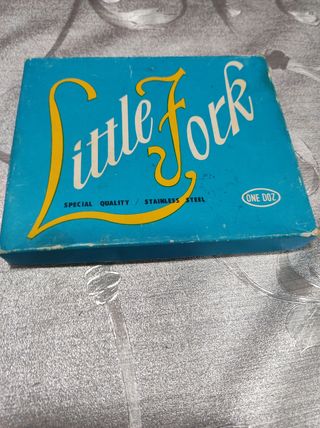 Little Fork
SPECIAL QUALITY / STAINLESS STEEL
ONE DOZ